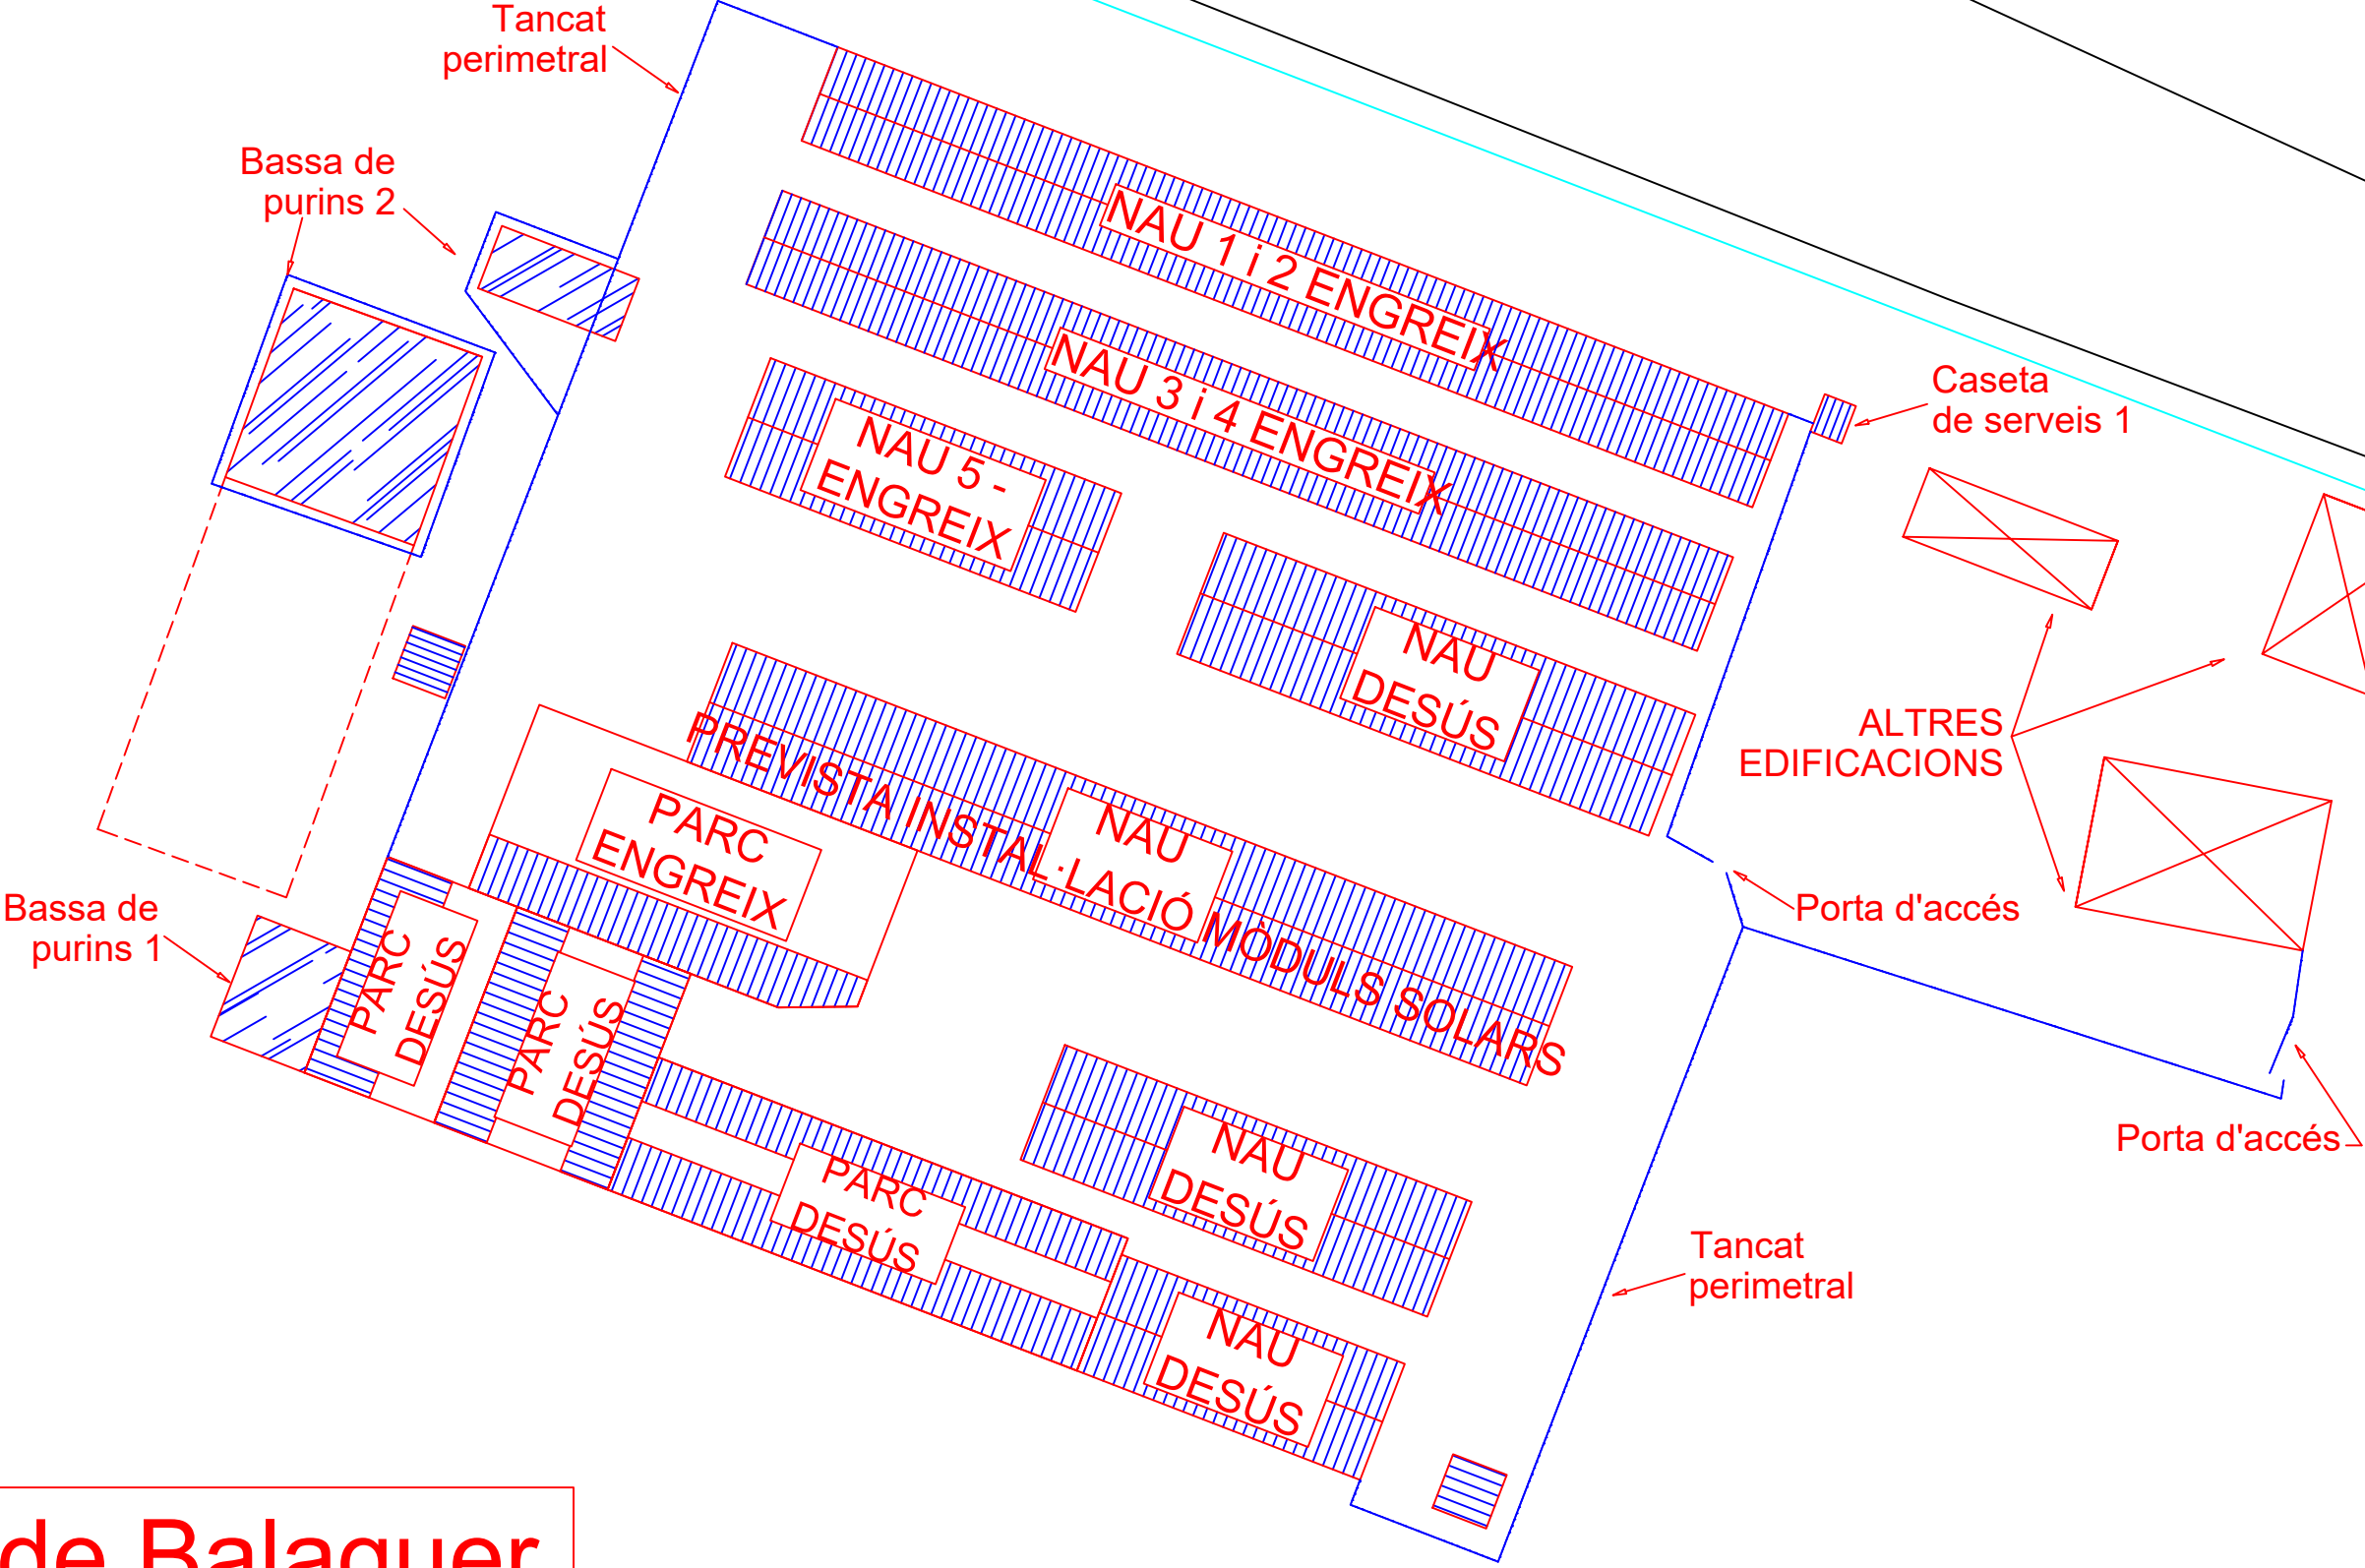 Tancat
perimetral
Bassa de
purins 2
NAU 1 i 2 ENGREIX
NAU 3 i 4 ENGREIX
Caseta
de serveis 1
NAU 5 -
ENGREIX
NAU
DESÚS
ALTRES
EDIFICACIONS
PREVISTA INSTAL·LACIÓ MÒDULS SOLARS
NAU
PARC
ENGREIX
Porta d'accés
Bassa de
purins 1
PARC
DESÚS
PARC
DESÚS
Porta d'accés
NAU
DESÚS
PARC
DESÚS
Tancat
perimetral
NAU
DESÚS
de Balaguer